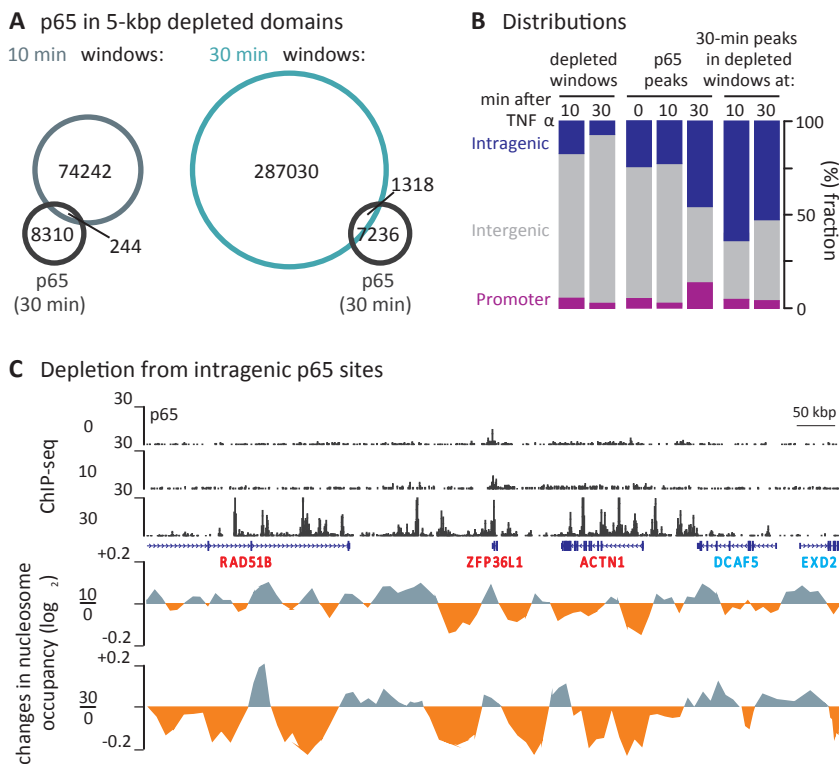 A p65 in 5-kbp depleted domains
10 min windows:
30 min windows:
74242
8310
244
p65
(30 min)
287030
1318
7236
p65
(30 min)
B Distributions
depleted
windows
p65
peaks
30-min peaks
in depleted
windows at:
min after
TNF α
10 30 0 10 30 10 30
Intragenic
Intergenic
Promoter
100
50
0
(%) fraction
C Depletion from intragenic p65 sites
p65
50 kbp
ChIP-seq
30
0
30
10
30
30
RAD51B ZFP36L1 ACTN1 DCAF5 EXD2
changes in nucleosome
occupancy (log 2)
+0.2
10
0
-0.2
+0.2
30
0
-0.2